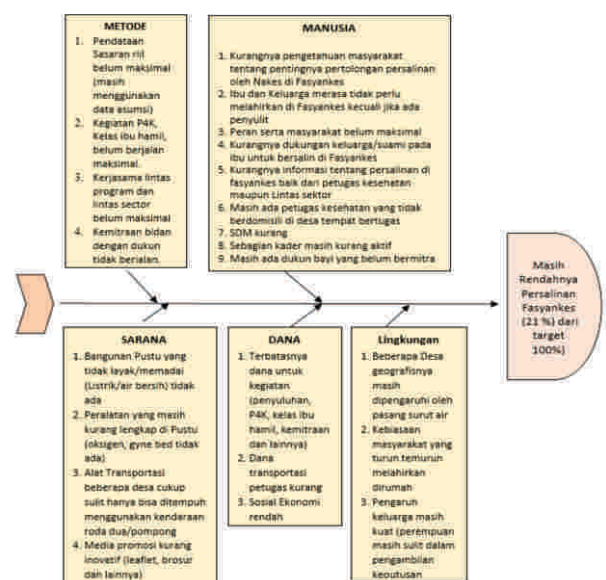 METODE
1. Pendataan
Sasaran riil
belum maksimal
(masih
menggunakan
data asumsi)
2. Kegiatan P4K,
Kelas ibu hamil,
belum berjalan
maksimal.
3. Kerjasama lintas
program dan
lintas sector
belum maksimal
4. Kemitraan bidan
dengan dukun
tidak berjalan.
MANUSIA
1. Kurangnya pengetahuan masyarakat
tentang pentingnya pertolongan persalinan
oleh Nakes di Fasyankes
2. Ibu dan Keluarga merasa tidak perlu
melahirkan di Fasyankes kecuali jika ada
penyulit
3. Peran serta masyarakat belum maksimal
4. Kurangnya dukungan keluarga/suami pada
ibu untuk bersalin di Fasyankes
5. Kurangnya informasi tentang persalinan di
fasyankes baik dari petugas kesehatan
maupun Lintas sektor
6. Masih ada petugas kesehatan yang tidak
berdomisili di desa tempat bertugas
7. SDM kurang
8. Sebagian kader masih kurang aktif
9. Masih ada dukun bayi yang belum bermitra
Masih
Rendahnya
Persalinan
Fasyankes
(21 %) dari
target
100%)
SARANA
1. Bangunan Pustu yang
tidak layak/memadai
(Listrik/air bersih) tidak
ada
2. Peralatan yang masih
kurang lengkap di Pustu
(oksigen, gyne bed tidak
ada)
3. Alat Transportasi
beberapa desa cukup
sulit hanya bisa ditempuh
menggunakan kendaraan
roda dua/pompong
4. Media promosi kurang
inovetif (leaflet, brosur
dan lainnya)
DANA
1. Terbatasnya
dana untuk
kegiatan
(penyuluhan,
P4K, kelas ibu
hamil, kemitraan
dan lainnya)
2. Dana
transportasi
petugas kurang
3. Sosial Ekonomi
rendah
Lingkungan
1. Beberapa Desa
geografisnya
masih
dipengaruhi oleh
pasang surut air
2. Kebiasaan
masyarakat yang
turun temurun
melahirkan
dirumah
3. Pengaruh
keluarga masih
kuat (perempuan
masih sulit dalam
pengambilan
keputusan